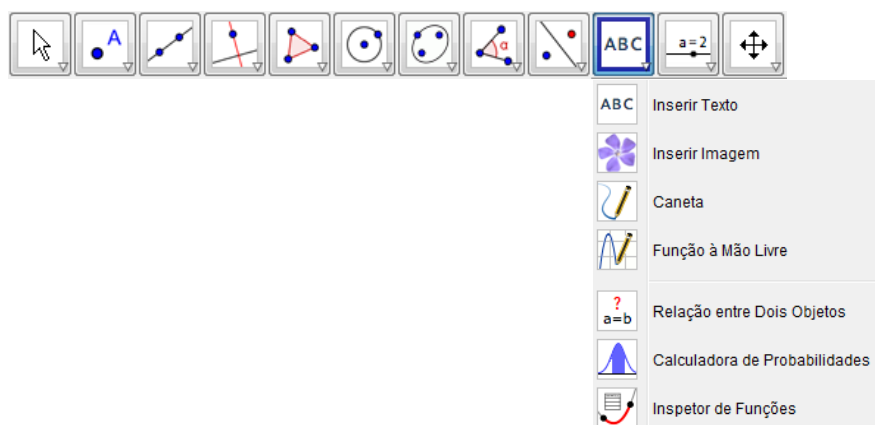 A α ABC a=2
ABC Inserir Texto
Inserir Imagem
Caneta
Função à Mão Livre
? a=b Relação entre Dois Objetos
Calculadora de Probabilidades
Inspetor de Funções